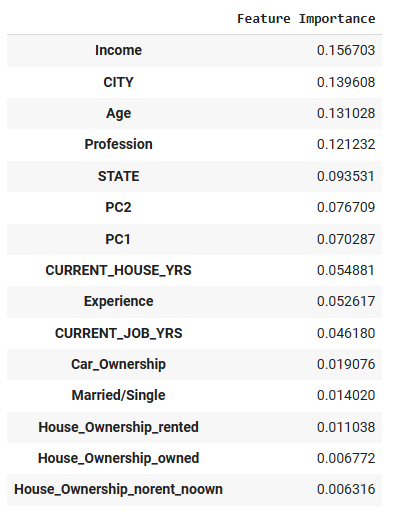 Feature Importance
Income 0.156703
CITY 0.139608
Age 0.131028
Profession 0.121232
STATE 0.093531
PC2 0.076709
PC1 0.070287
CURRENT_HOUSE_YRS 0.054881
Experience 0.052617
CURRENT_JOB_YRS 0.046180
Car_Ownership 0.019076
Married/Single 0.014020
House_Ownership_rented 0.011038
House_Ownership_owned 0.006772
House_Ownership_norent_noown 0.006316